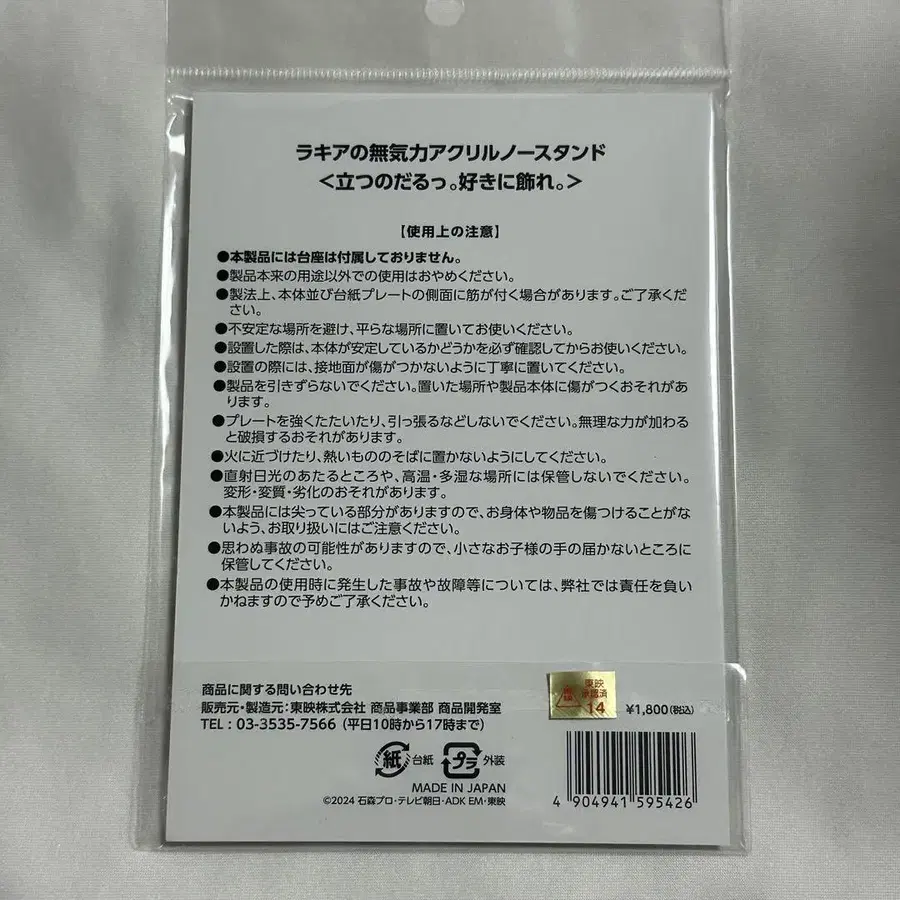 ラキアの無気力アクリルノースタンド
<立つのだるっ。好きに飾れ。>
【使用上の注意】
●本製品には台座は付属しておりません。
●製品本来の用途以外での使用はおやめください。
●製法上、本体並び台紙プレートの側面に筋が付く場合があります。ご了承くだ
さい。
●不安定な場所を避け、平らな場所に置いてお使いください。
●設置した際は、本体が安定しているかどうかを必ず確認してからお使いください。
●設置の際には、接地面が傷がつかないように丁寧に置いてください。
●製品を引きずらないでください。置いた場所や製品本体に傷がつくおそれがあ
ります。
●プレートを強くたたいたり、引っ張るなどしないでください。無理な力が加わる
と破損するおそれがあります。
●火に近づけたり、熱いもののそばに置かないようにしてください。
●直射日光のあたるところや、高温・多湿な場所には保管しないでください。
変形・変質・劣化のおそれがあります。
●本製品には尖っている部分がありますので、お身体や物品を傷つけることがな
いよう、お取り扱いにはご注意ください。
●思わぬ事故の可能性がありますので、小さなお子様の手の届かないところに
保管してください。
●本製品の使用時に発生した事故や故障等については、弊社では責任を負い
かねますので予めご了承ください。
商品に関する問い合わせ先
販売元・製造元:東映株式会社 商品事業部 商品開発室
TEL:03-3535-7566(平日10時から17時まで)
東映
承認済
14
¥1,800(税込)
紙 台紙 プラ 外装
MADE IN JAPAN
©2024 石森プロ・テレビ朝日・ADK EM・東映
4 904941 595426